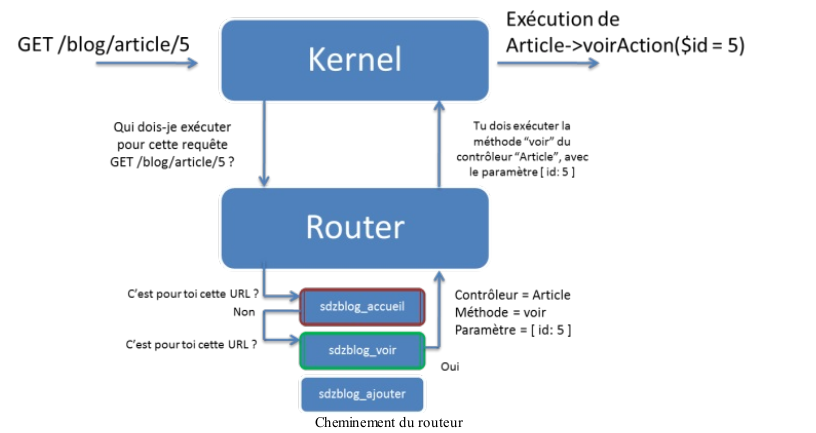 GET /blog/article/5
Kernel
Exécution de
Article->voirAction($id = 5)
Qui dois-je exécuter
pour cette requête
GET /blog/article/5 ?
Tu dois exécuter la
méthode “voir” du
contrôleur “Article”, avec
le paramètre [ id: 5 ]
Router
C’est pour toi cette URL ?
sdzblog_accueil
Non
C’est pour toi cette URL ?
sdzblog_voir
Contrôleur = Article
Méthode = voir
Paramètre = [ id: 5 ]
Oui
sdzblog_ajouter
Cheminement du routeur